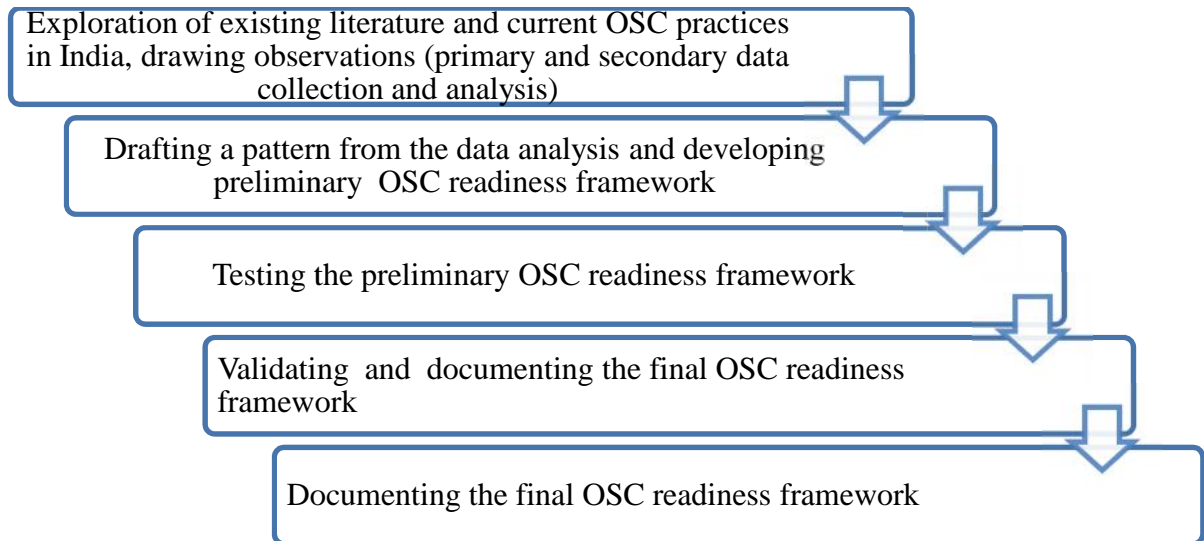 Exploration of existing literature and current OSC practices
in India, drawing observations (primary and secondary data
collection and analysis)
Drafting a pattern from the data analysis and developing
preliminary OSC readiness framework
Testing the preliminary OSC readiness framework
Validating and documenting the final OSC readiness
framework
Documenting the final OSC readiness framework